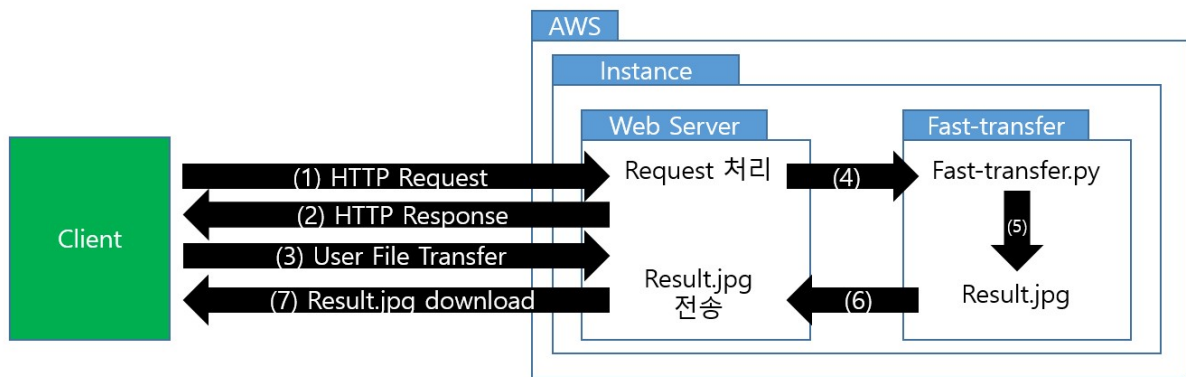 AWS
Instance
Web Server
Fast-transfer
Client
(1) HTTP Request
(2) HTTP Response
(3) User File Transfer
(7) Result.jpg download
Request 처리
(4)
Fast-transfer.py
(5)
Result.jpg
(6)
Result.jpg
전송